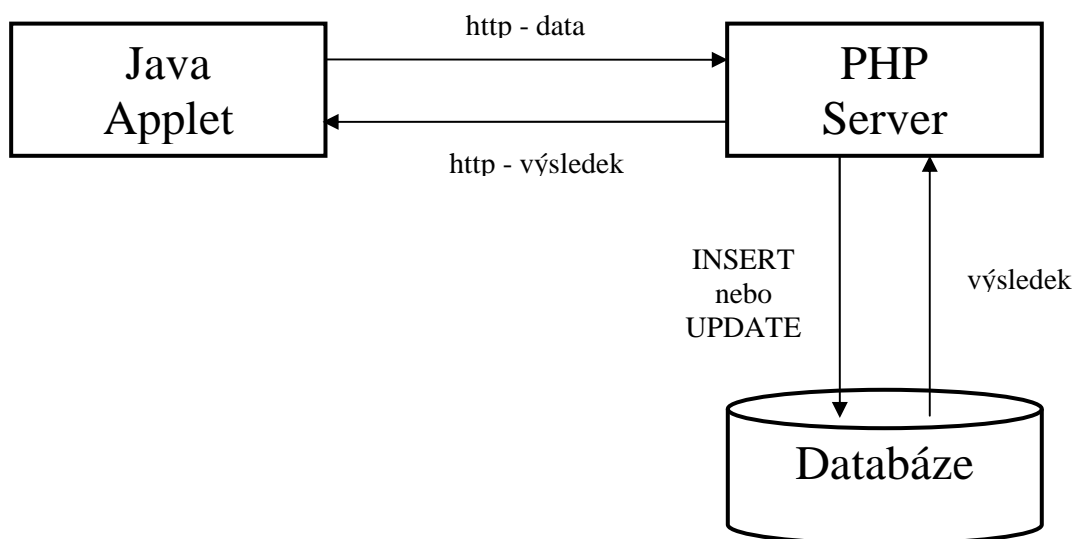 http - data
Java
Applet
PHP
Server
http - výsledek
INSERT
nebo
UPDATE
výsledek
Databáze